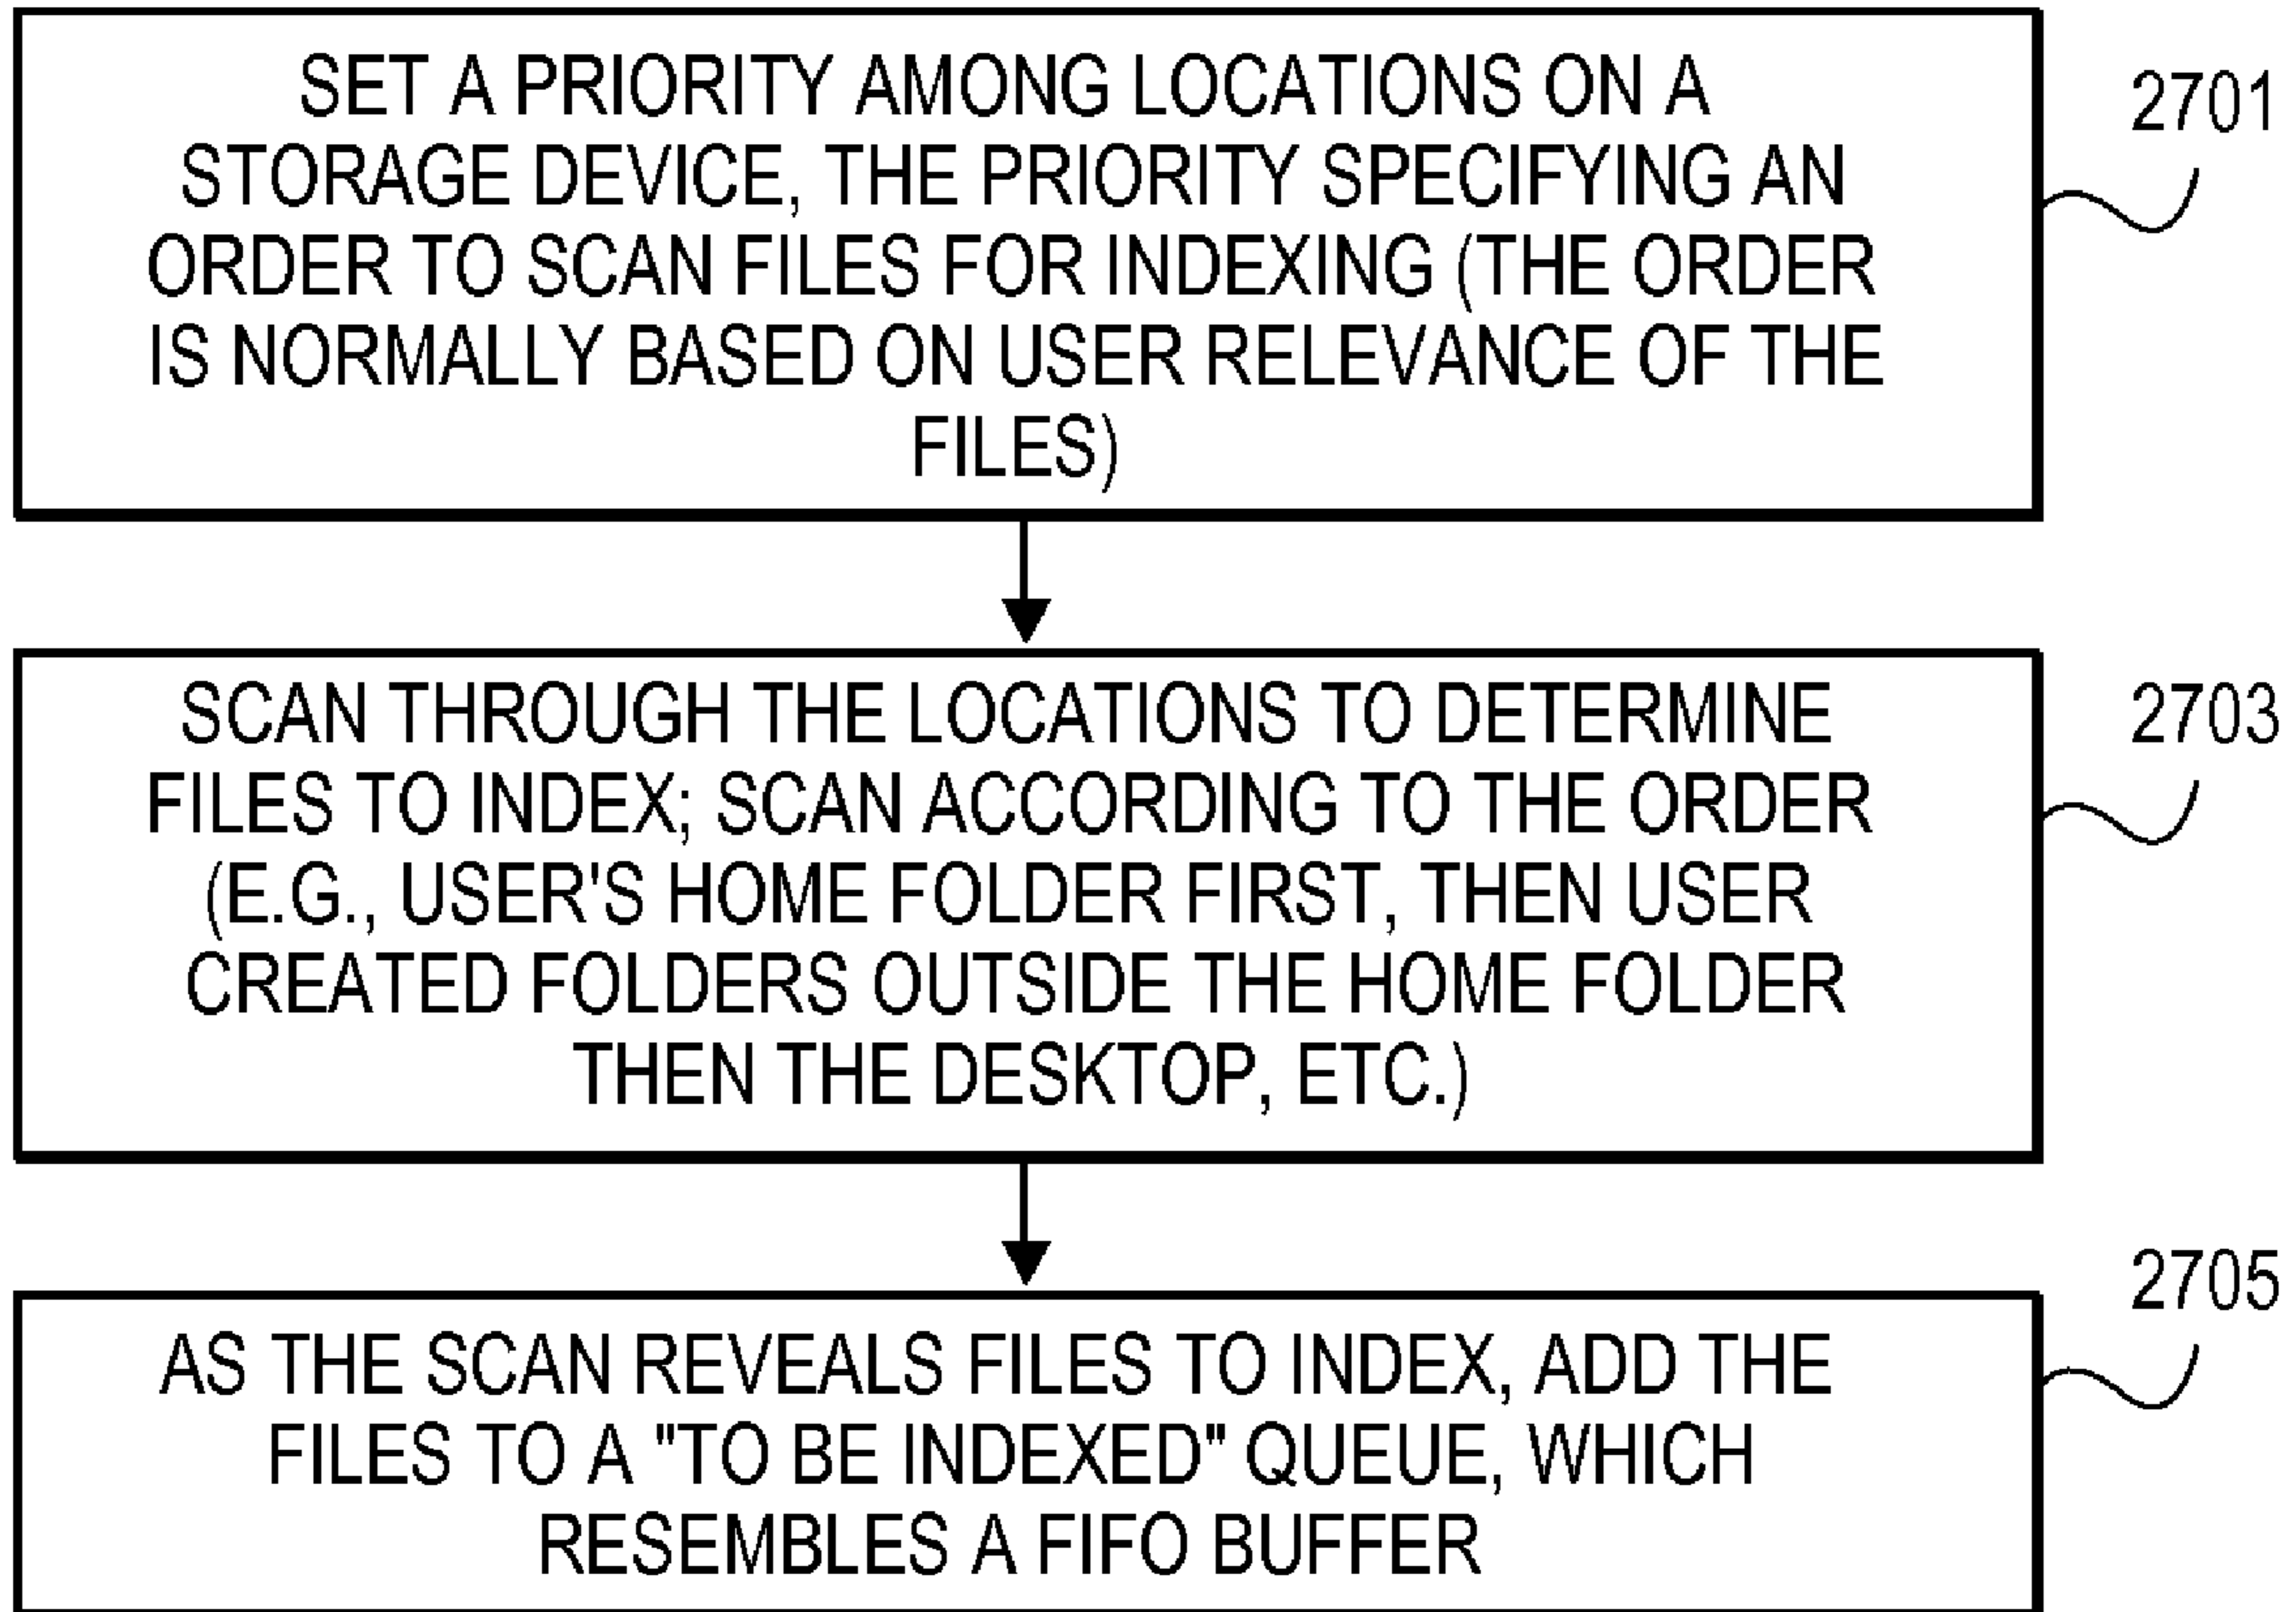 SET A PRIORITY AMONG LOCATIONS ON A
STORAGE DEVICE, THE PRIORITY SPECIFYING AN
ORDER TO SCAN FILES FOR INDEXING (THE ORDER
IS NORMALLY BASED ON USER RELEVANCE OF THE
FILES)
2701
SCAN THROUGH THE LOCATIONS TO DETERMINE
FILES TO INDEX; SCAN ACCORDING TO THE ORDER
(E.G., USER'S HOME FOLDER FIRST, THEN USER
CREATED FOLDERS OUTSIDE THE HOME FOLDER
THEN THE DESKTOP, ETC.)
2703
AS THE SCAN REVEALS FILES TO INDEX, ADD THE
FILES TO A "TO BE INDEXED" QUEUE, WHICH
RESEMBLES A FIFO BUFFER
2705